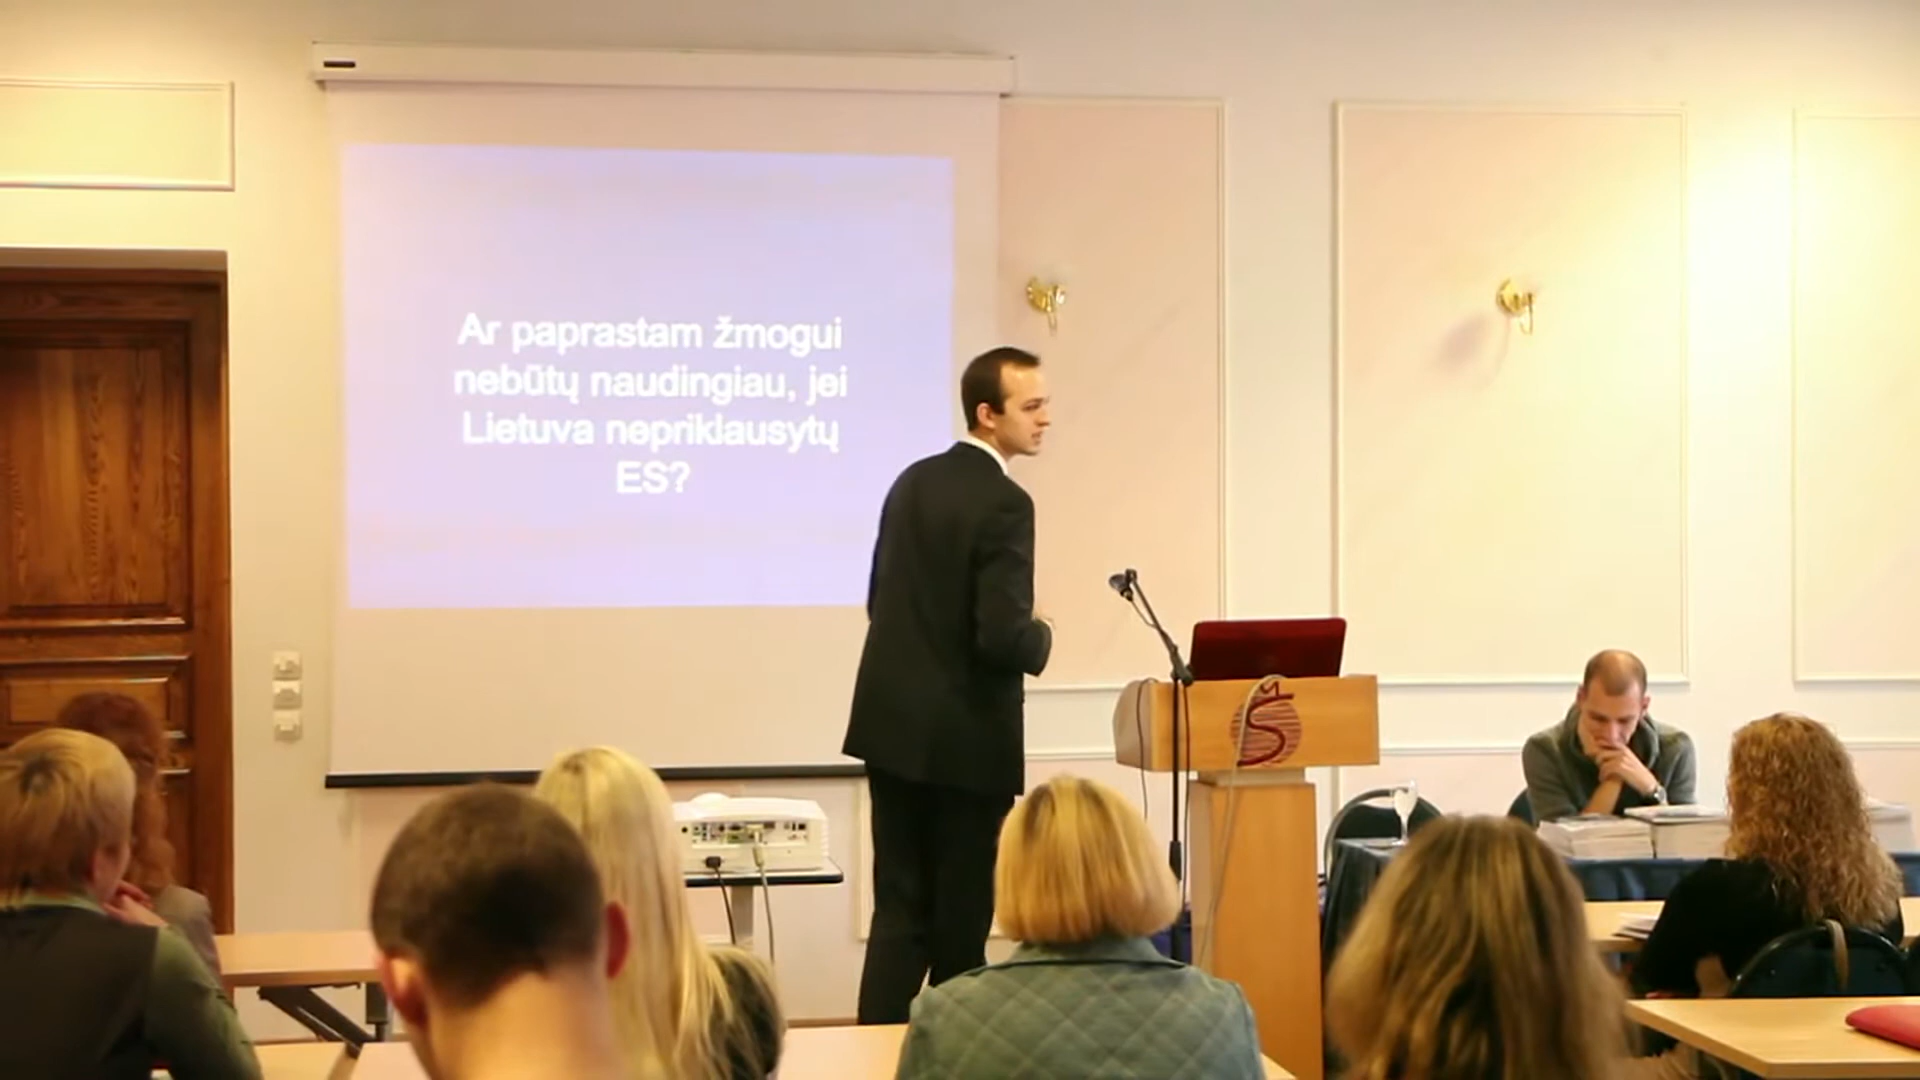 Ar paprastam žmogui
nebūtų naudingiau, jei
Lietuva nepriklausytų
ES?